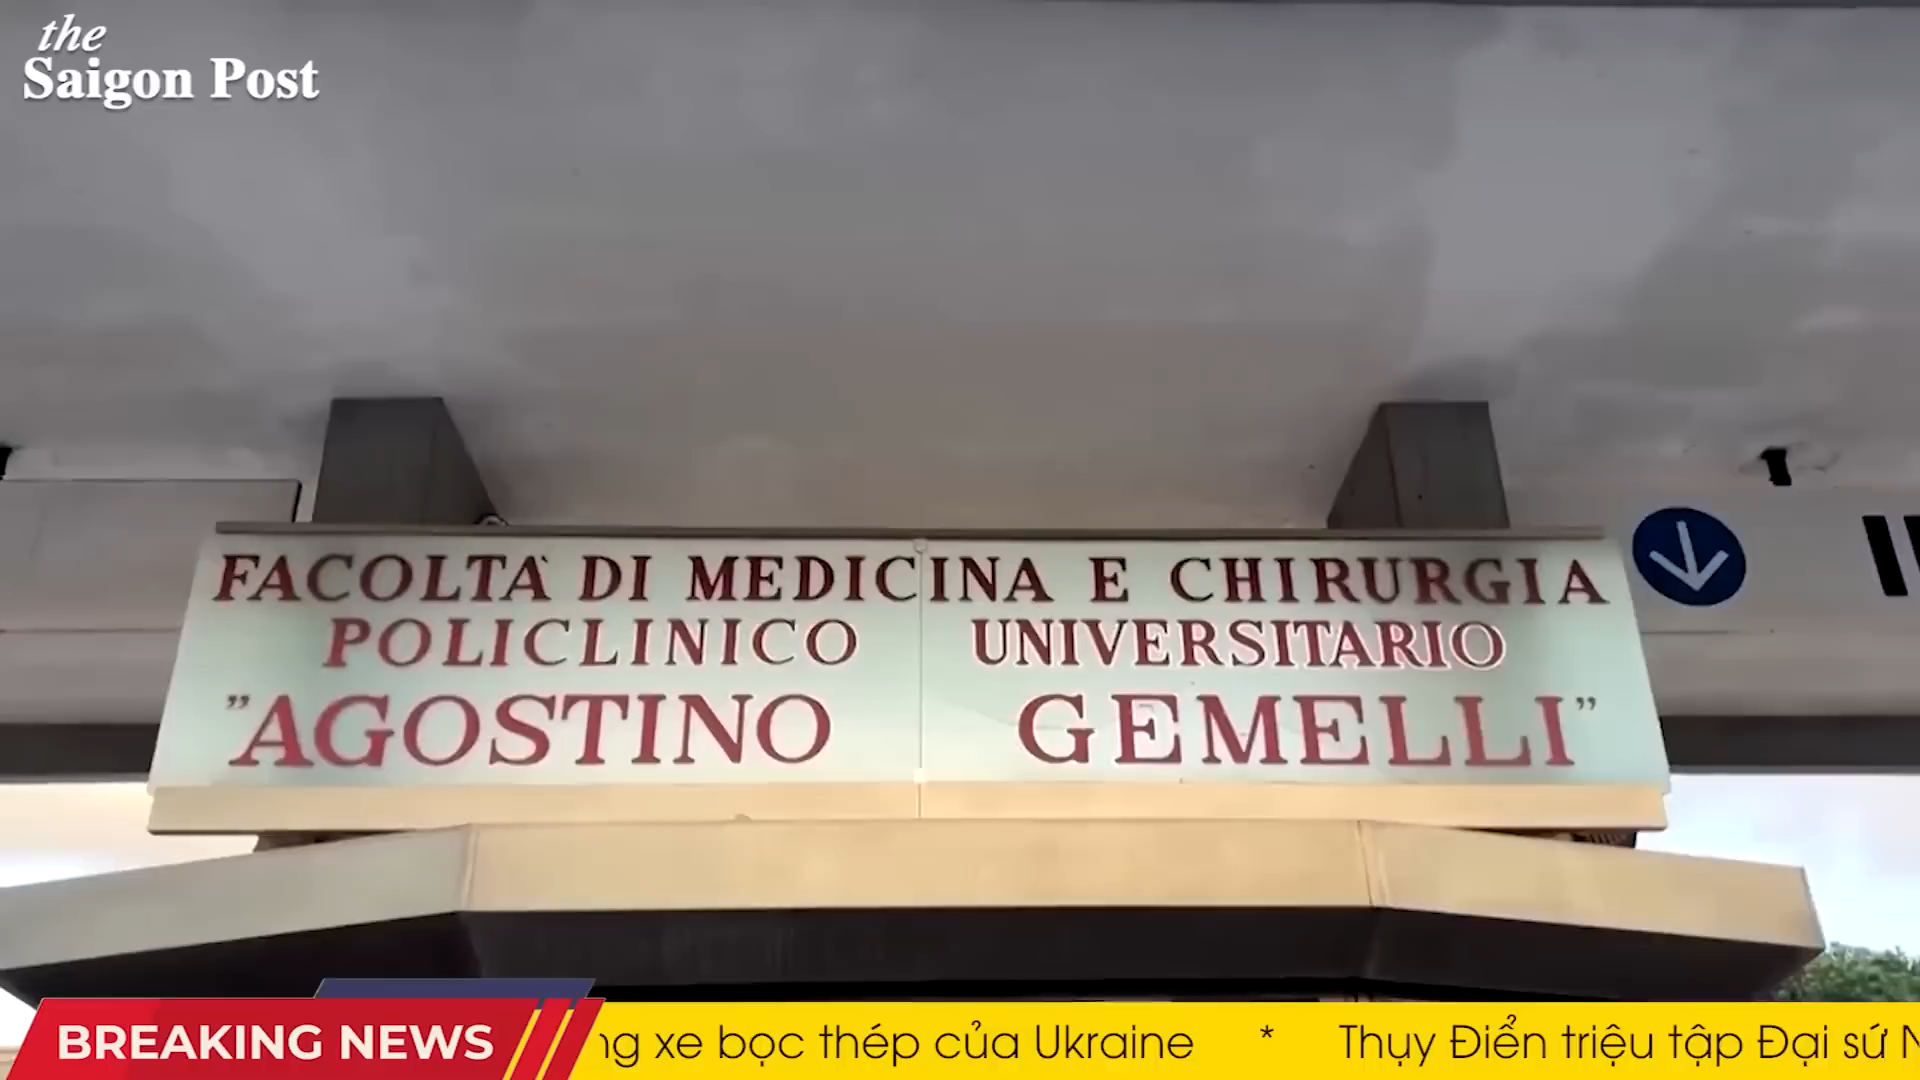 the
Saigon Post
FACOLTA' DI MEDICINA E CHIRURGIA
POLICLINICO UNIVERSITARIO
"AGOSTINO GEMELLI"
BREAKING NEWS
xe bọc thép của Ukraine * Thụy Điển triệu tập Đại sứ